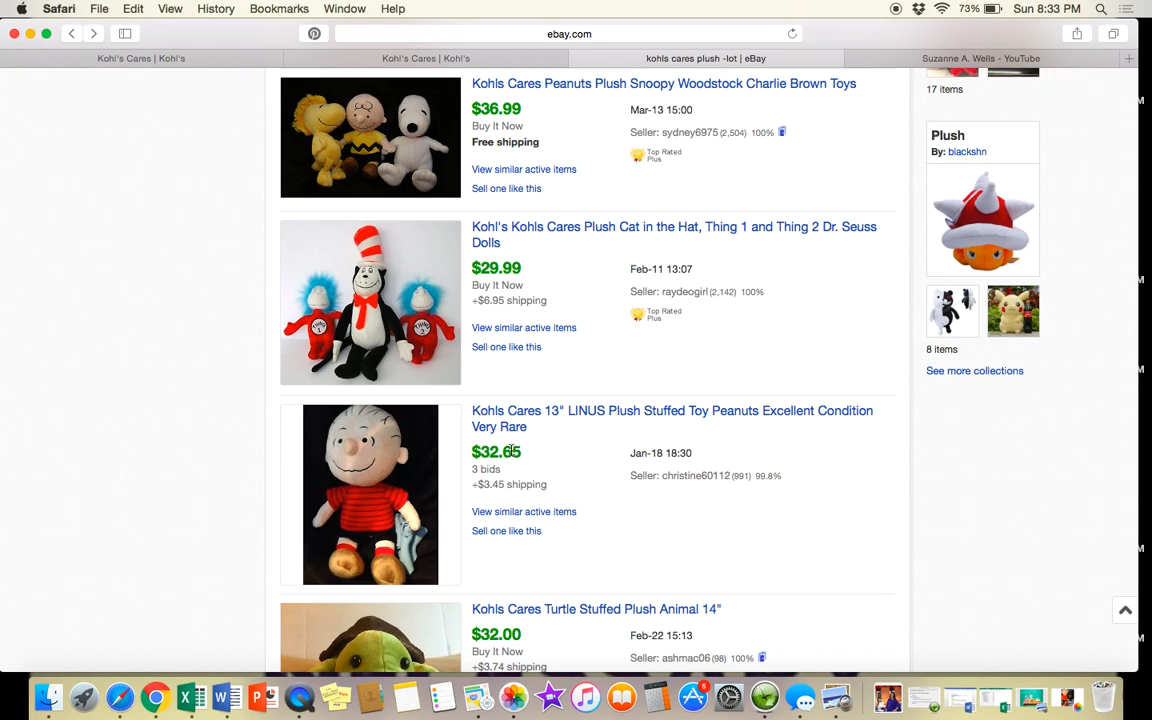 Safari File Edit View History Bookmarks Window Help 73% Sun 8:33 PM
ebay.com
Kohl's Cares | Kohl's Kohl's Cares | Kohl's kohls cares plush -lot | eBay Suzanne A. Wells - YouTube
Kohls Cares Peanuts Plush Snoopy Woodstock Charlie Brown Toys
$36.99 Mar-13 15:00
Buy It Now
Seller: sydney6975 (2,504) 100%
Free shipping
Top Rated
Plus
View similar active items
Sell one like this
Kohl's Kohls Cares Plush Cat in the Hat, Thing 1 and Thing 2 Dr. Seuss
Dolls
$29.99 Feb-11 13:07
Buy It Now
Seller: raydeogirl (2,142) 100%
+$6.95 shipping
Top Rated
Plus
View similar active items
Sell one like this
THING 1
Kohls Cares 13" LINUS Plush Stuffed Toy Peanuts Excellent Condition
Very Rare
$32.65 Jan-18 18:30
3 bids
Seller: christine60112 (991) 99.8%
+$3.45 shipping
View similar active items
Sell one like this
Kohls Cares Turtle Stuffed Plush Animal 14"
$32.00 Feb-22 15:13
Buy It Now
Seller: ashmac06 (98) 100%
+$3.74 shipping
17 items
Plush
By: blackshn
8 items
See more collections